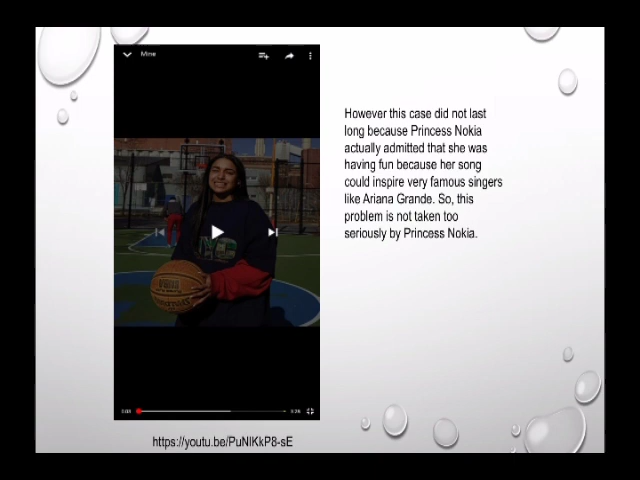 Mine
However this case did not last
long because Princess Nokia
actually admitted that she was
having fun because her song
could inspire very famous singers
like Ariana Grande. So, this
problem is not taken too
seriously by Princess Nokia.
3:26
https://youtu.be/PuNIKkP8-sE